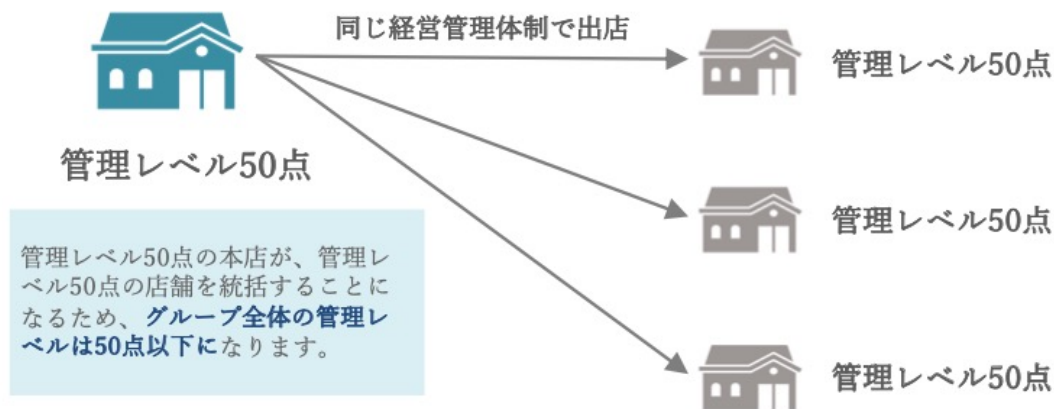 同じ経営管理体制で出店
管理レベル50点
管理レベル50点
管理レベル50点
管理レベル50点
管理レベル50点の本店が、管理レ
ベル50点の店舗を統括することに
なるため、グループ全体の管理レ
ベルは50点以下になります。